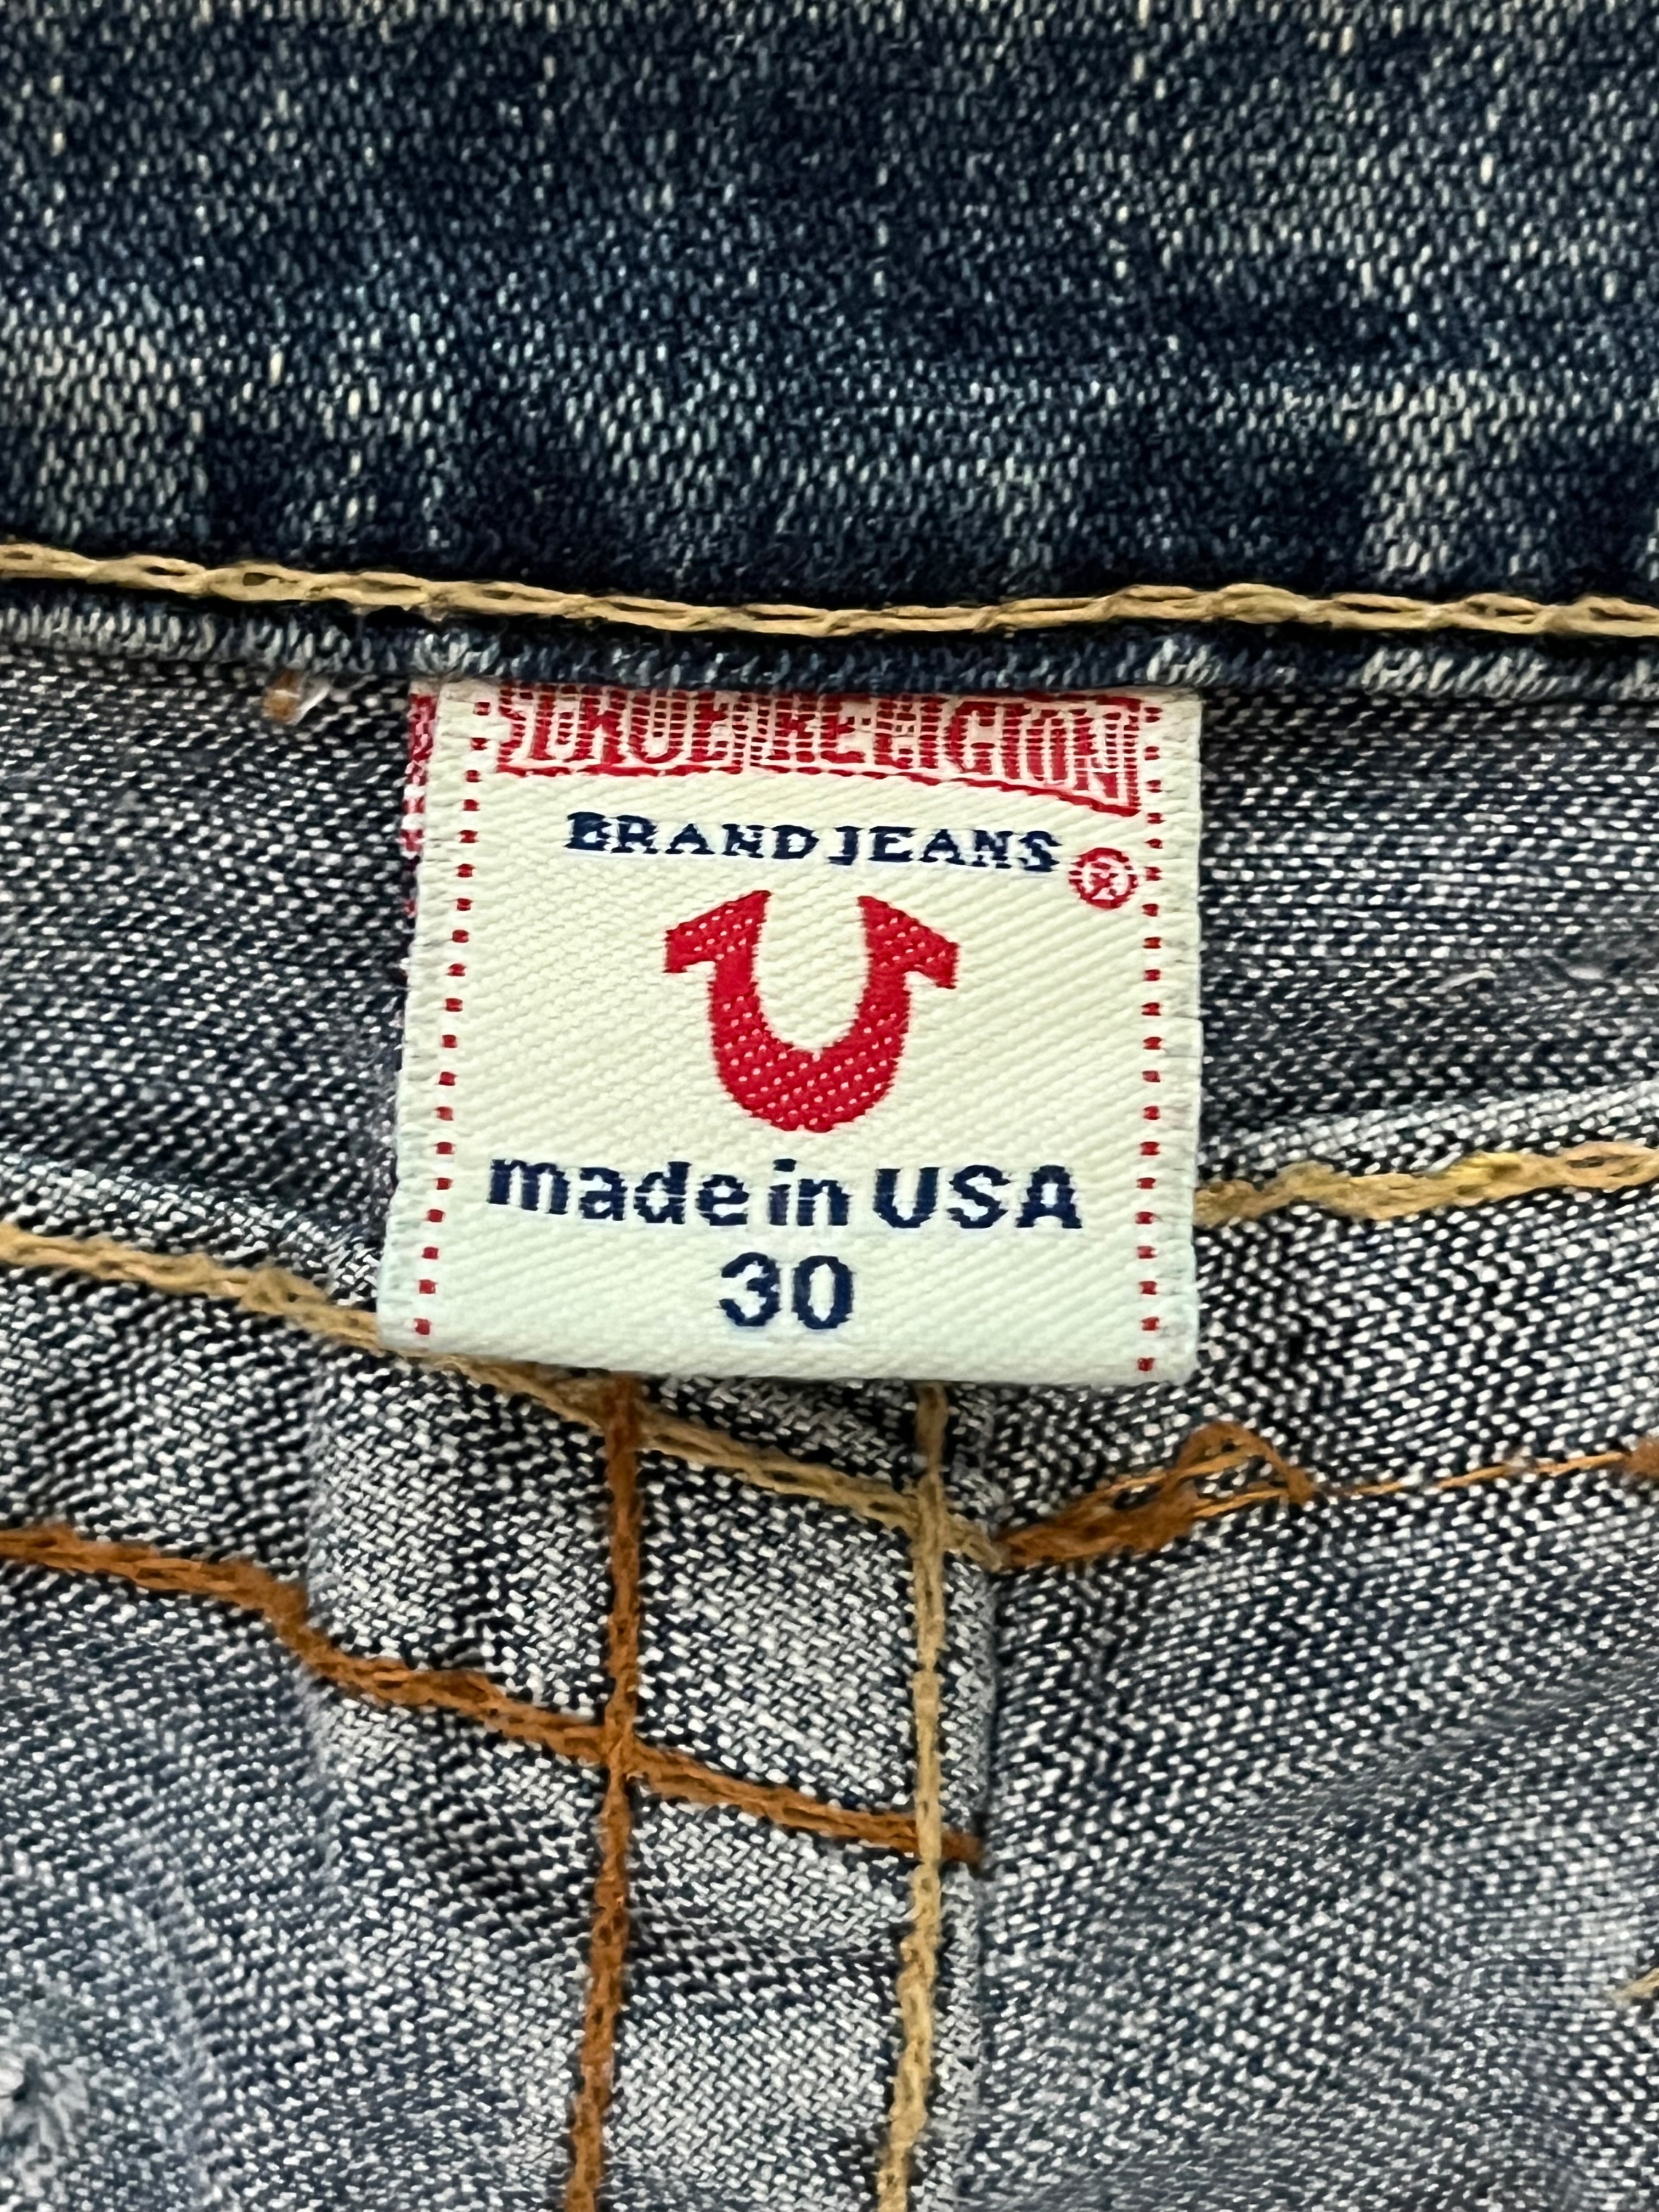 TRUE RELIGION
BRAND JEANS ®
made in USA
30